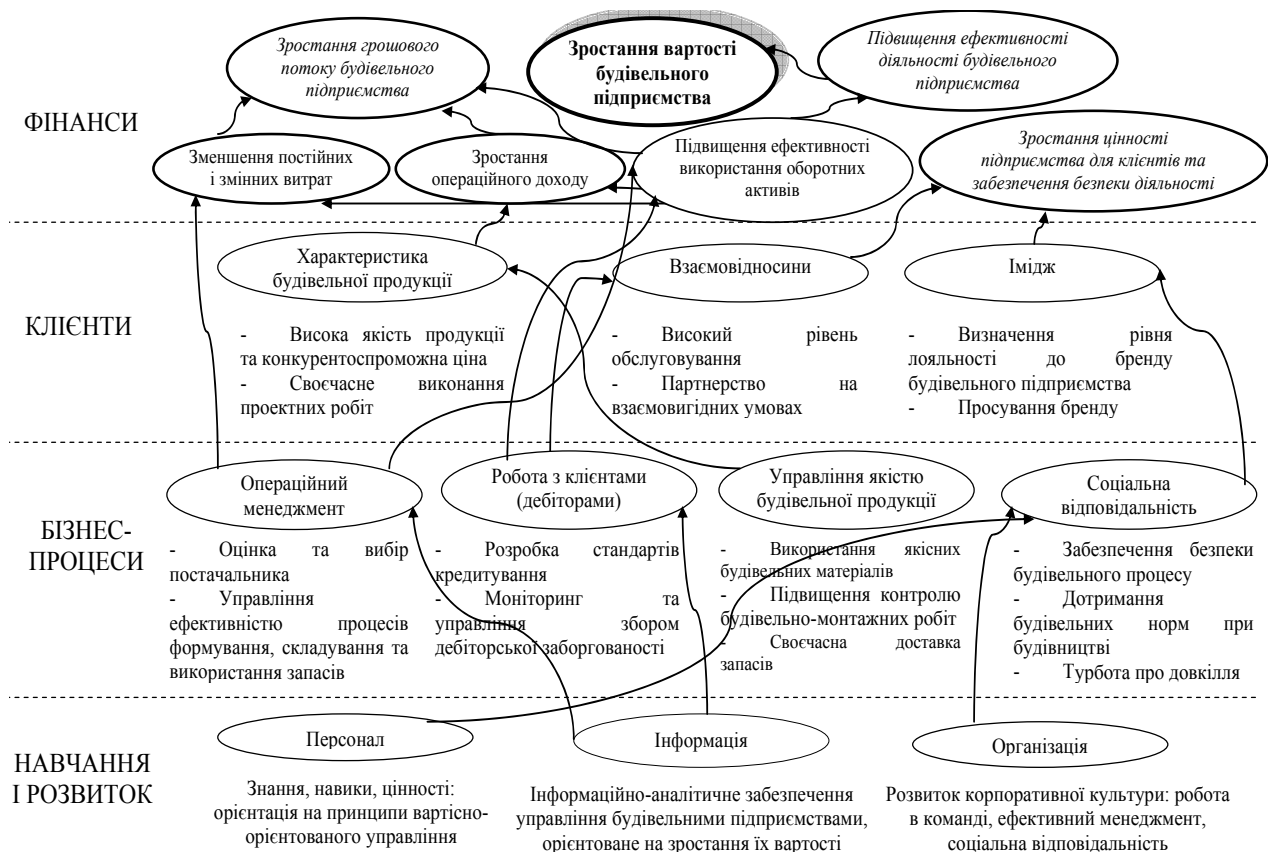 ФІНАНСИ
Зростання грошового
потоку будівельного
підприємства
Зростання вартості
будівельного
підприємства
Підвищення ефективності
діяльності будівельного
підприємства
Зменшення постійних
і змінних витрат
Зростання
операційного доходу
Підвищення ефективності
використання оборотних
активів
Зростання цінності
підприємства для клієнтів та
забезпечення безпеки діяльності
КЛІЄНТИ
Характеристика
будівельної продукції
Взаємовідносини
Імідж
- Висока якість продукції
та конкурентоспроможна ціна
- Своєчасне виконання
проектних робіт
- Високий рівень
обслуговування
- Партнерство на
взаємовигідних умовах
- Визначення рівня
лояльності до бренду
будівельного підприємства
- Просування бренду
БІЗНЕС-
ПРОЦЕСИ
Операційний
менеджмент
Робота з клієнтами
(дебіторами)
Управління якістю
будівельної продукції
Соціальна
відповідальність
- Оцінка та вибір
постачальника
- Управління
ефективністю процесів
формування, складування та
використання запасів
- Розробка стандартів
кредитування
- Моніторинг та
управління збором
дебіторської заборгованості
- Використання якісних
будівельних матеріалів
- Підвищення контролю
будівельно-монтажних робіт
- Своєчасна доставка
запасів
- Забезпечення безпеки
будівельного процесу
- Дотримання
будівельних норм при
будівництві
- Турбота про довкілля
НАВЧАННЯ
І РОЗВИТОК
Персонал
Інформація
Організація
Знання, навики, цінності:
орієнтація на принципи вартісно-
орієнтованого управління
Інформаційно-аналітичне забезпечення
управління будівельними підприємствами,
орієнтоване на зростання їх вартості
Розвиток корпоративної культури: робота
в команді, ефективний менеджмент,
соціальна відповідальність